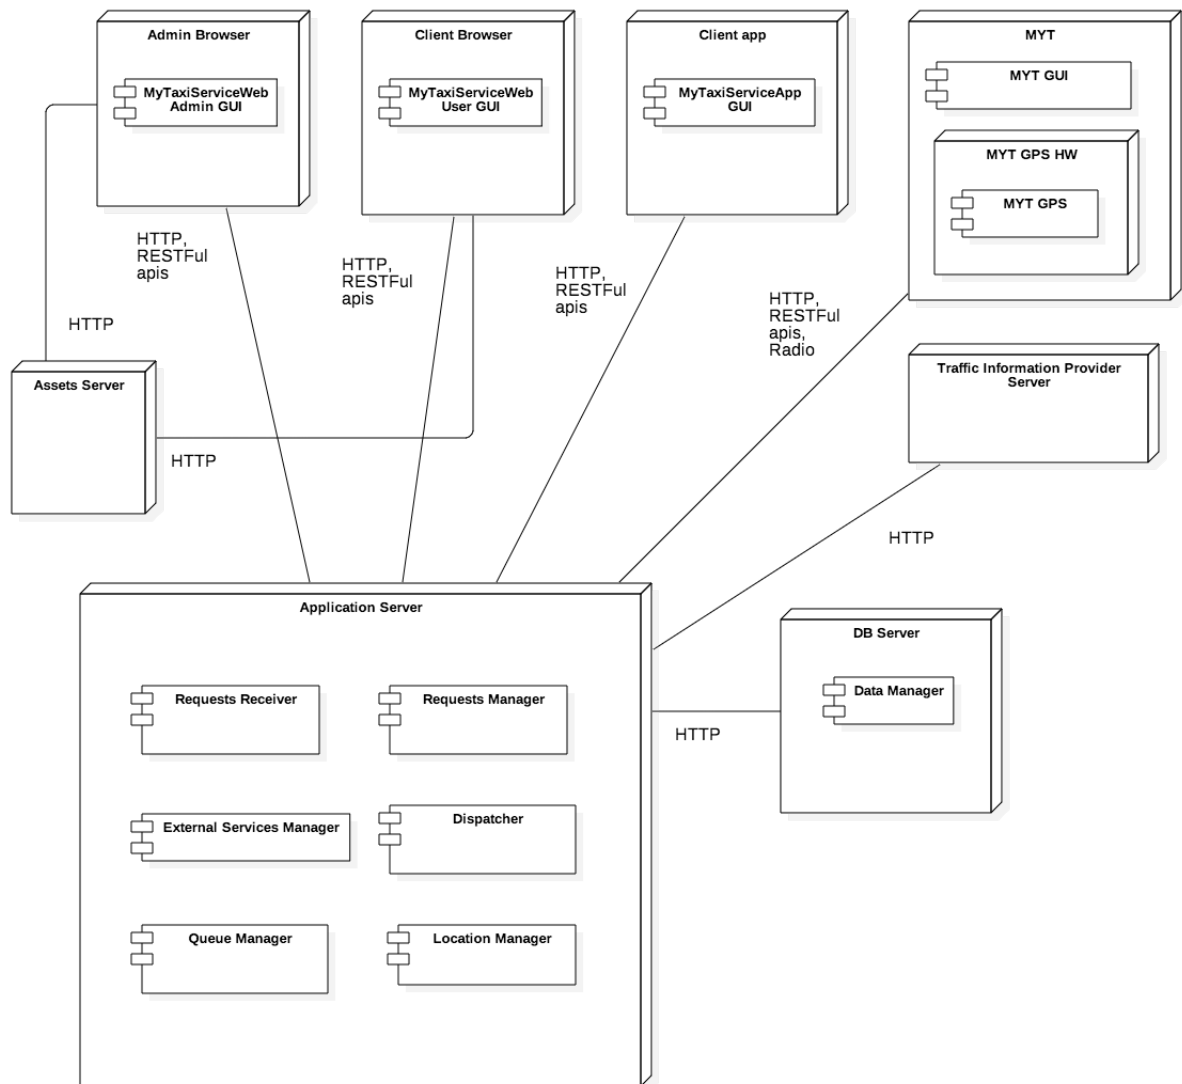 Admin Browser
MyTaxiServiceWeb
Admin GUI
Client Browser
MyTaxiServiceWeb
User GUI
Client app
MyTaxiServiceApp
GUI
MYT
MYT GUI
MYT GPS HW
MYT GPS
HTTP,
RESTFul
apis
HTTP,
RESTFul
apis
HTTP,
RESTFul
apis
HTTP,
RESTFul
apis,
Radio
HTTP
Assets Server
HTTP
Traffic Information Provider
Server
HTTP
Application Server
Requests Receiver
Requests Manager
External Services Manager
Dispatcher
Queue Manager
Location Manager
HTTP
DB Server
Data Manager